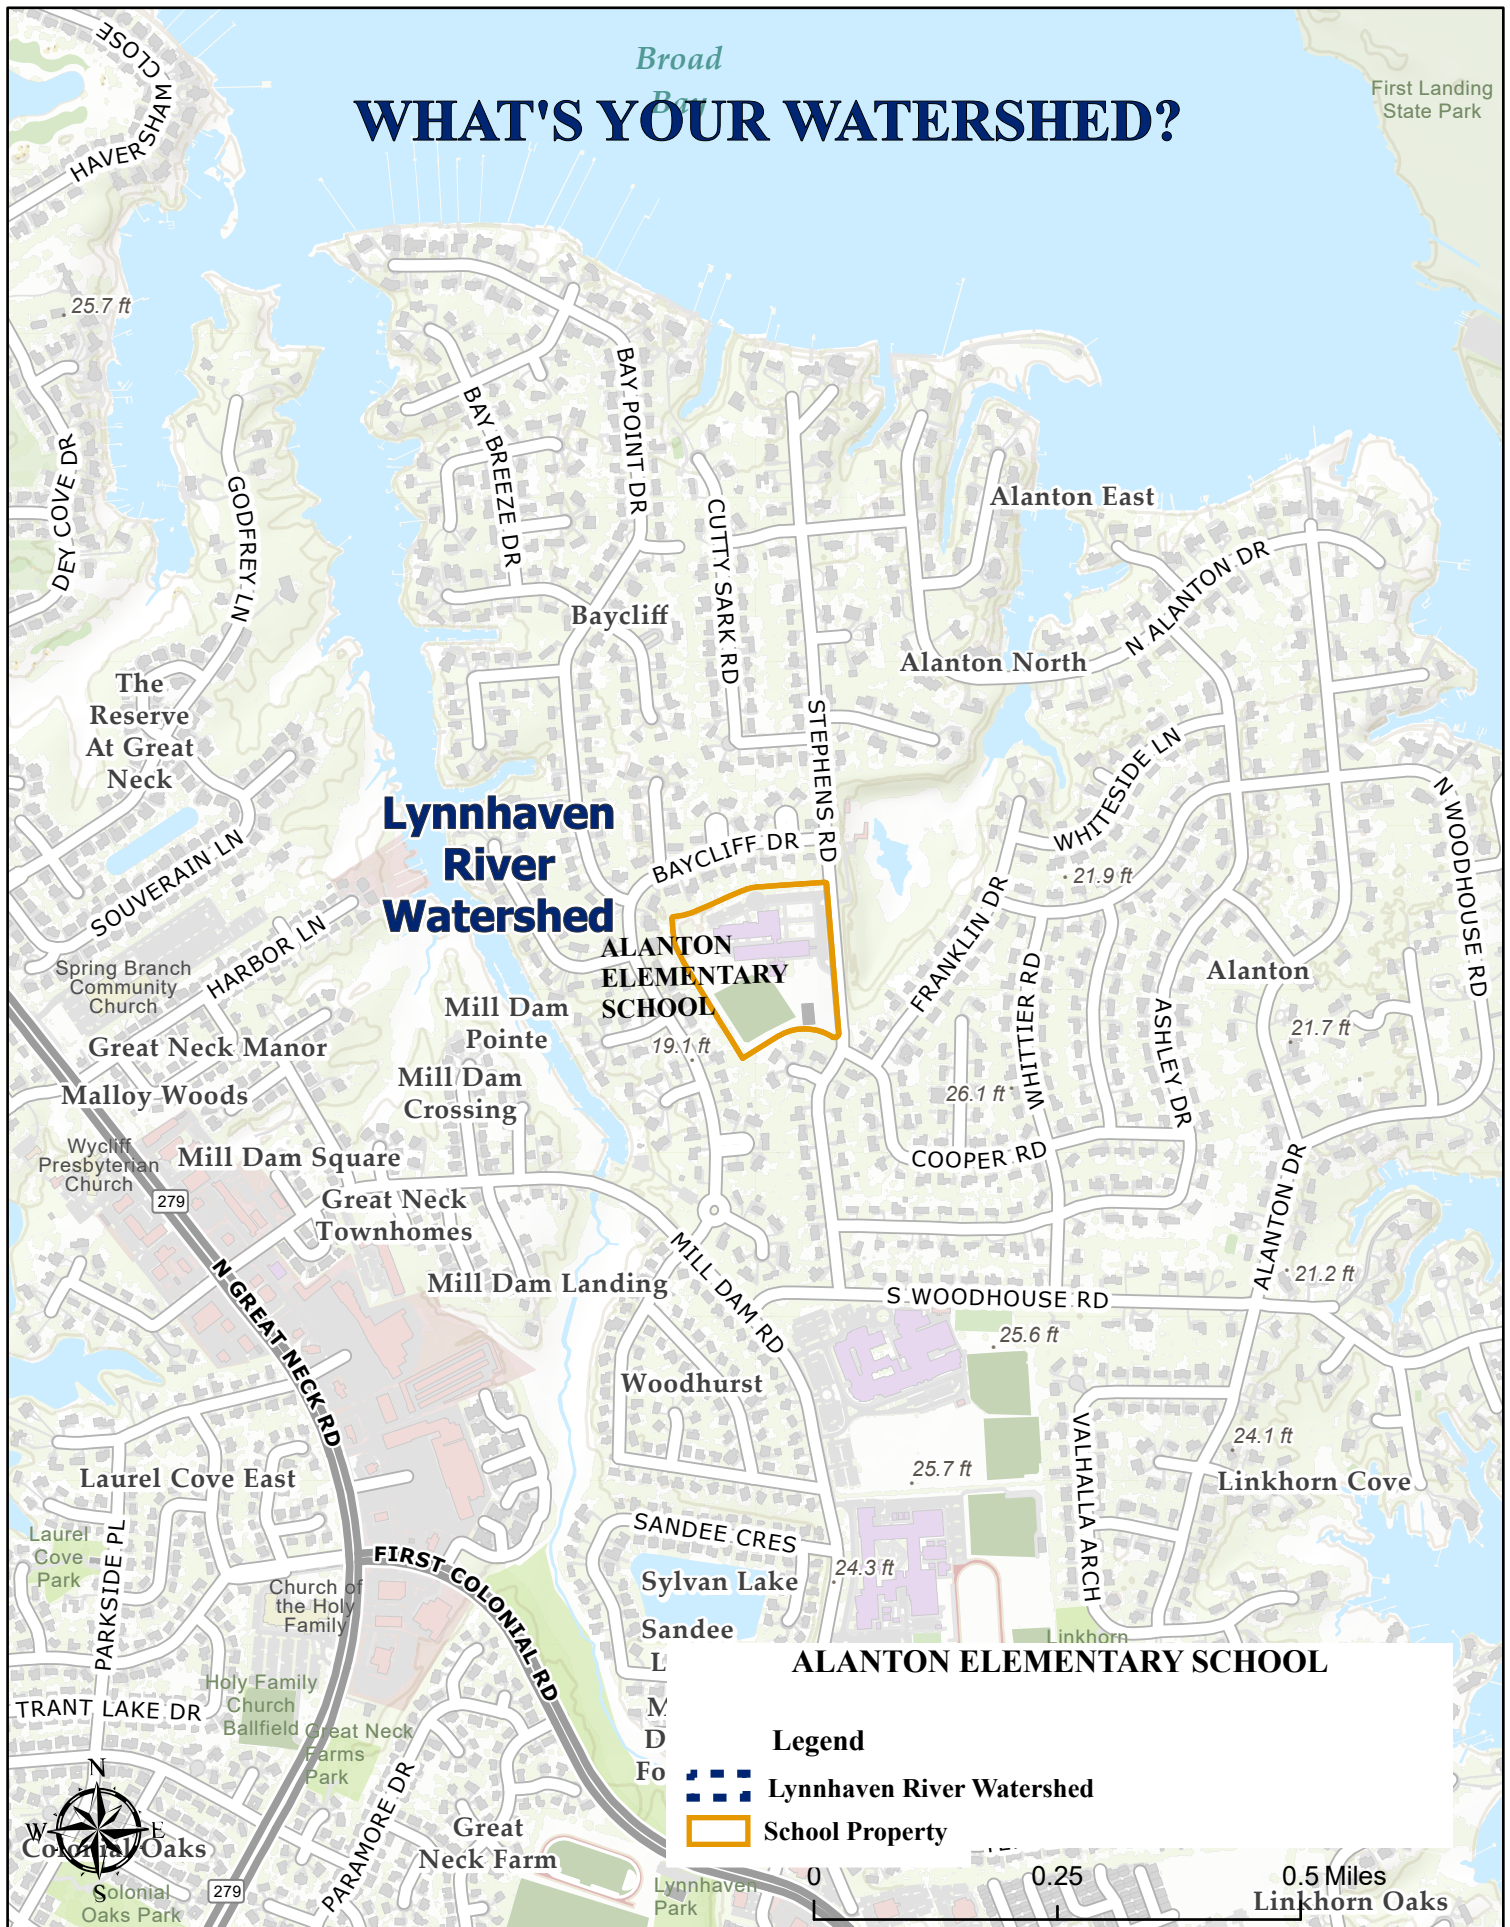 Broad
Bay
WHAT'S YOUR WATERSHED?
First Landing
State Park
HAVERSHAM CLOSE
25.7 ft
DEY COVE DR
GODFREY LN
BAY BREEZE DR
BAY POINT DR
CUTTY SARK RD
Alanton East
N ALANTON DR
Baycliff
Alanton North
The
Reserve
At Great
Neck
STEPHENS RD
WHITESIDE LN
N WOODHOUSE RD
Lynnhaven
River
Watershed
BAYCLIFF DR
SOUVERAIN LN
HARBOR LN
21.9 ft
FRANKLIN DR
WHITTIER RD
ASHLEY DR
Alanton
ALANTON
ELEMENTARY
SCHOOL
Spring Branch
Community
Church
Mill Dam
Pointe
19.1 ft
21.7 ft
Great Neck Manor
Malloy Woods
Mill Dam
Crossing
26.1 ft
Wycliff
Presbyterian
Church
Mill Dam Square
COOPER RD
279
Great Neck
Townhomes
ALANTON DR
MILL DAM RD
Mill Dam Landing
21.2 ft
S WOODHOUSE RD
N GREAT NECK RD
25.6 ft
Woodhurst
VALHALLA ARCH
24.1 ft
Laurel Cove East
25.7 ft
Linkhorn Cove
Laurel
Cove
Park
PARKSIDE PL
SANDEE CRES
FIRST COLONIAL RD
24.3 ft
Sylvan Lake
Church of
the Holy
Family
Sandee
L
Linkhorn
ALANTON ELEMENTARY SCHOOL
Holy Family
Church
Ballfield
TRANT LAKE DR
M
D
Fo
Great Neck
Farms
Park
Legend
Lynnhaven River Watershed
School Property
PARAMORE DR
N
W
E
S
Colonial Oaks
Great
Neck Farm
Colonial
Oaks Park
279
Lynnhaven
Park
0
0.25
0.5 Miles
Linkhorn Oaks